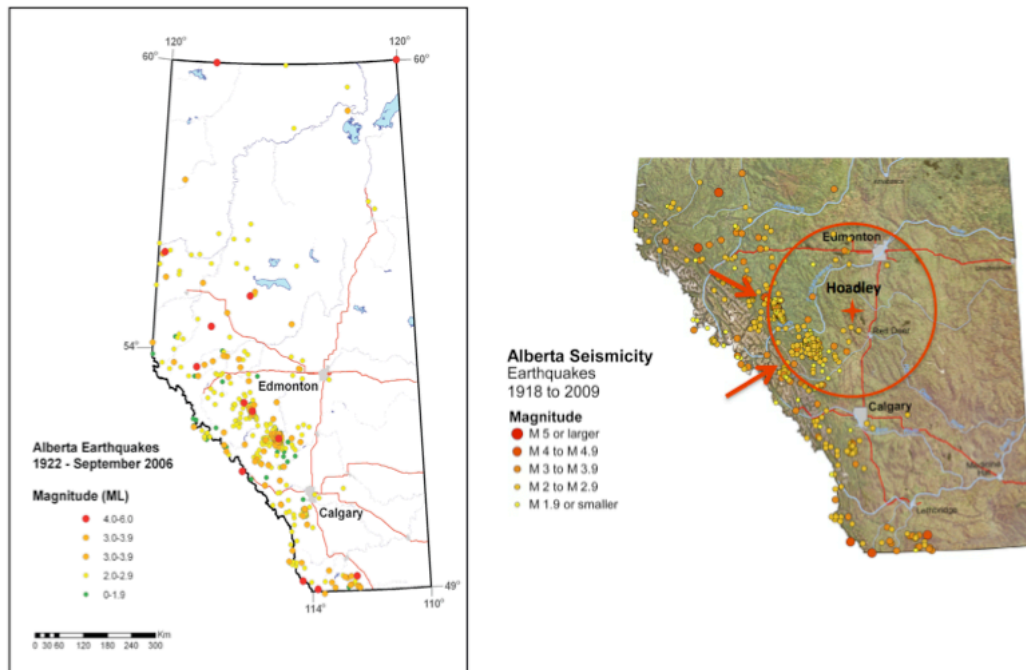 120°
120°
60°
60°
54°
Edmonton
Alberta Earthquakes
1922 - September 2006
Calgary
Magnitude (ML)
4.0-6.0
3.0-3.9
3.0-3.9
2.0-2.9
0-1.9
49°
114°
110°
Km
0 30 60 120 180 240 300
Edmonton
Hoadley
Red Deer
Alberta Seismicity
Earthquakes
1918 to 2009
Calgary
Magnitude
M 5 or larger
M 4 to M 4.9
M 3 to M 3.9
M 2 to M 2.9
M 1.9 or smaller
Medicine
Hat
Lethbridge